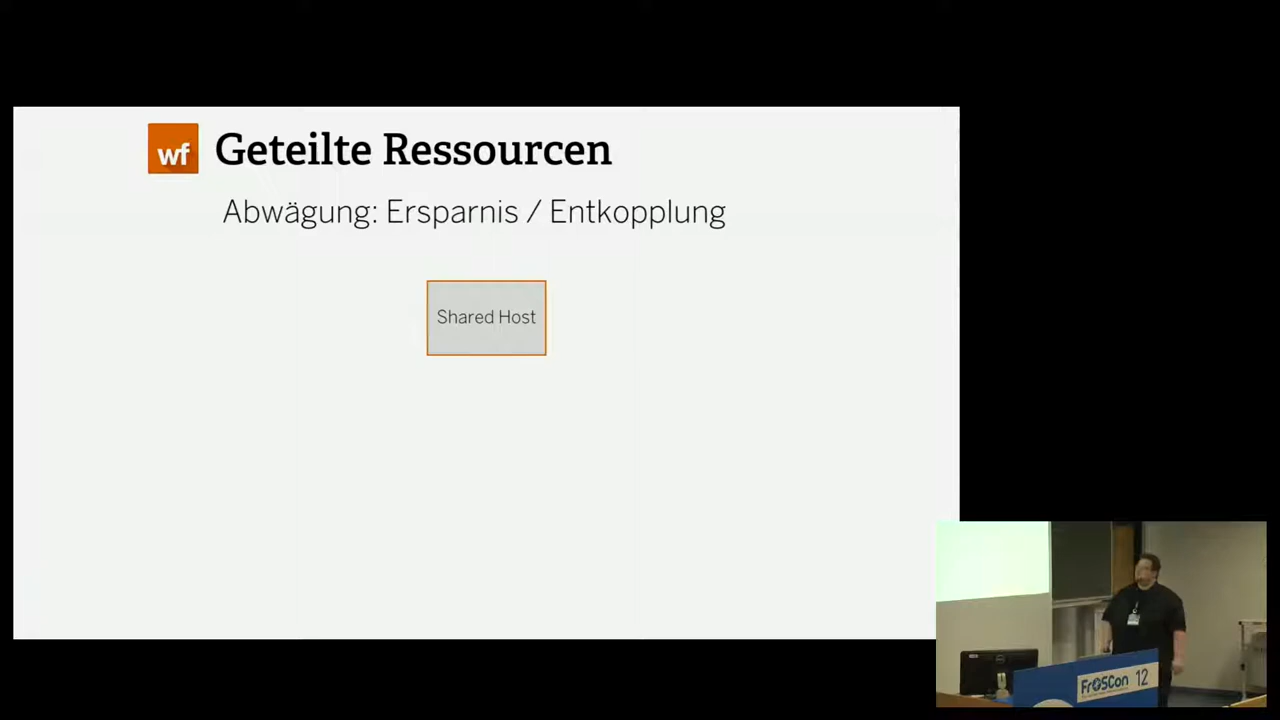 wf
Geteilte Ressourcen
Abwägung: Ersparnis / Entkopplung
Shared Host
FrOSCon 12